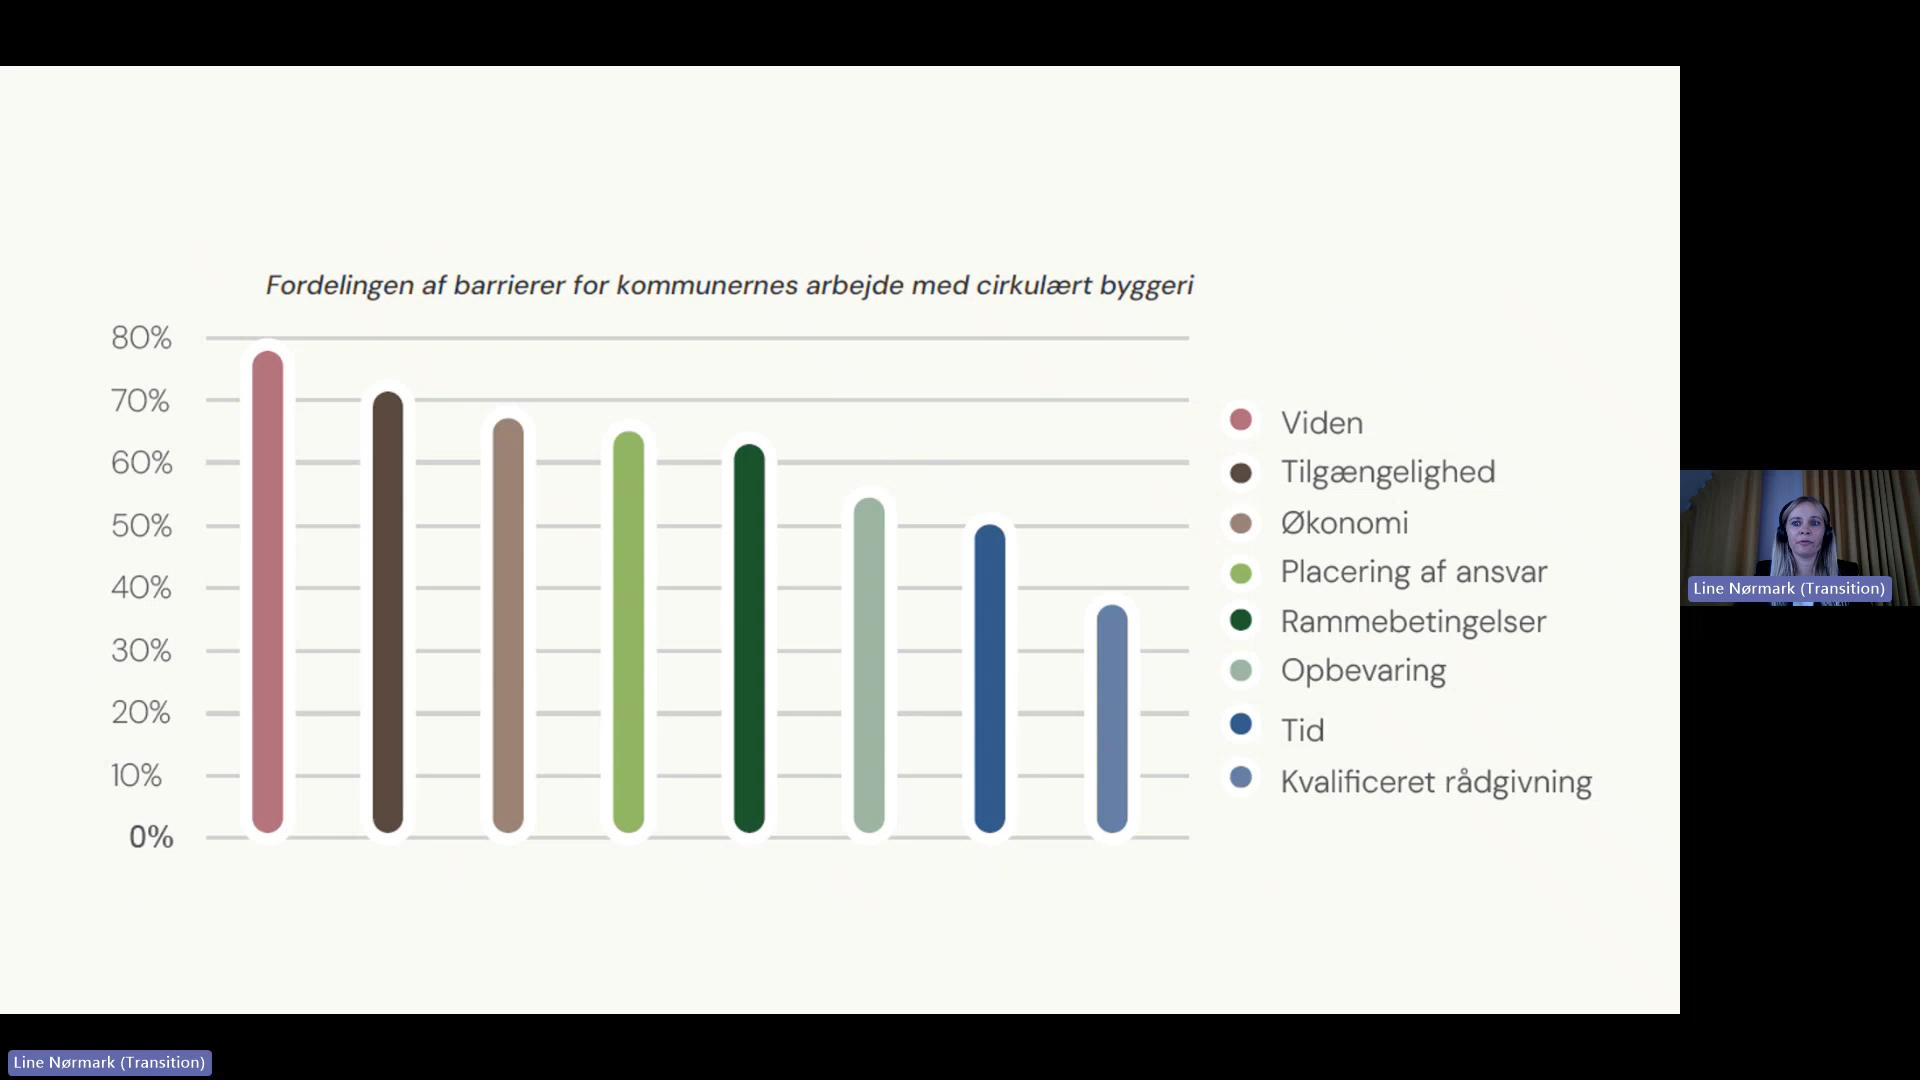 Fordelingen af barrierer for kommunernes arbejde med cirkulært byggeri
80%
70%
60%
50%
40%
30%
20%
10%
0%
Viden
Tilgængelighed
Økonomi
Placering af ansvar
Rammebetingelser
Opbevaring
Tid
Kvalificeret rådgivning
Line Nørmark (Transition)
Line Nørmark (Transition)